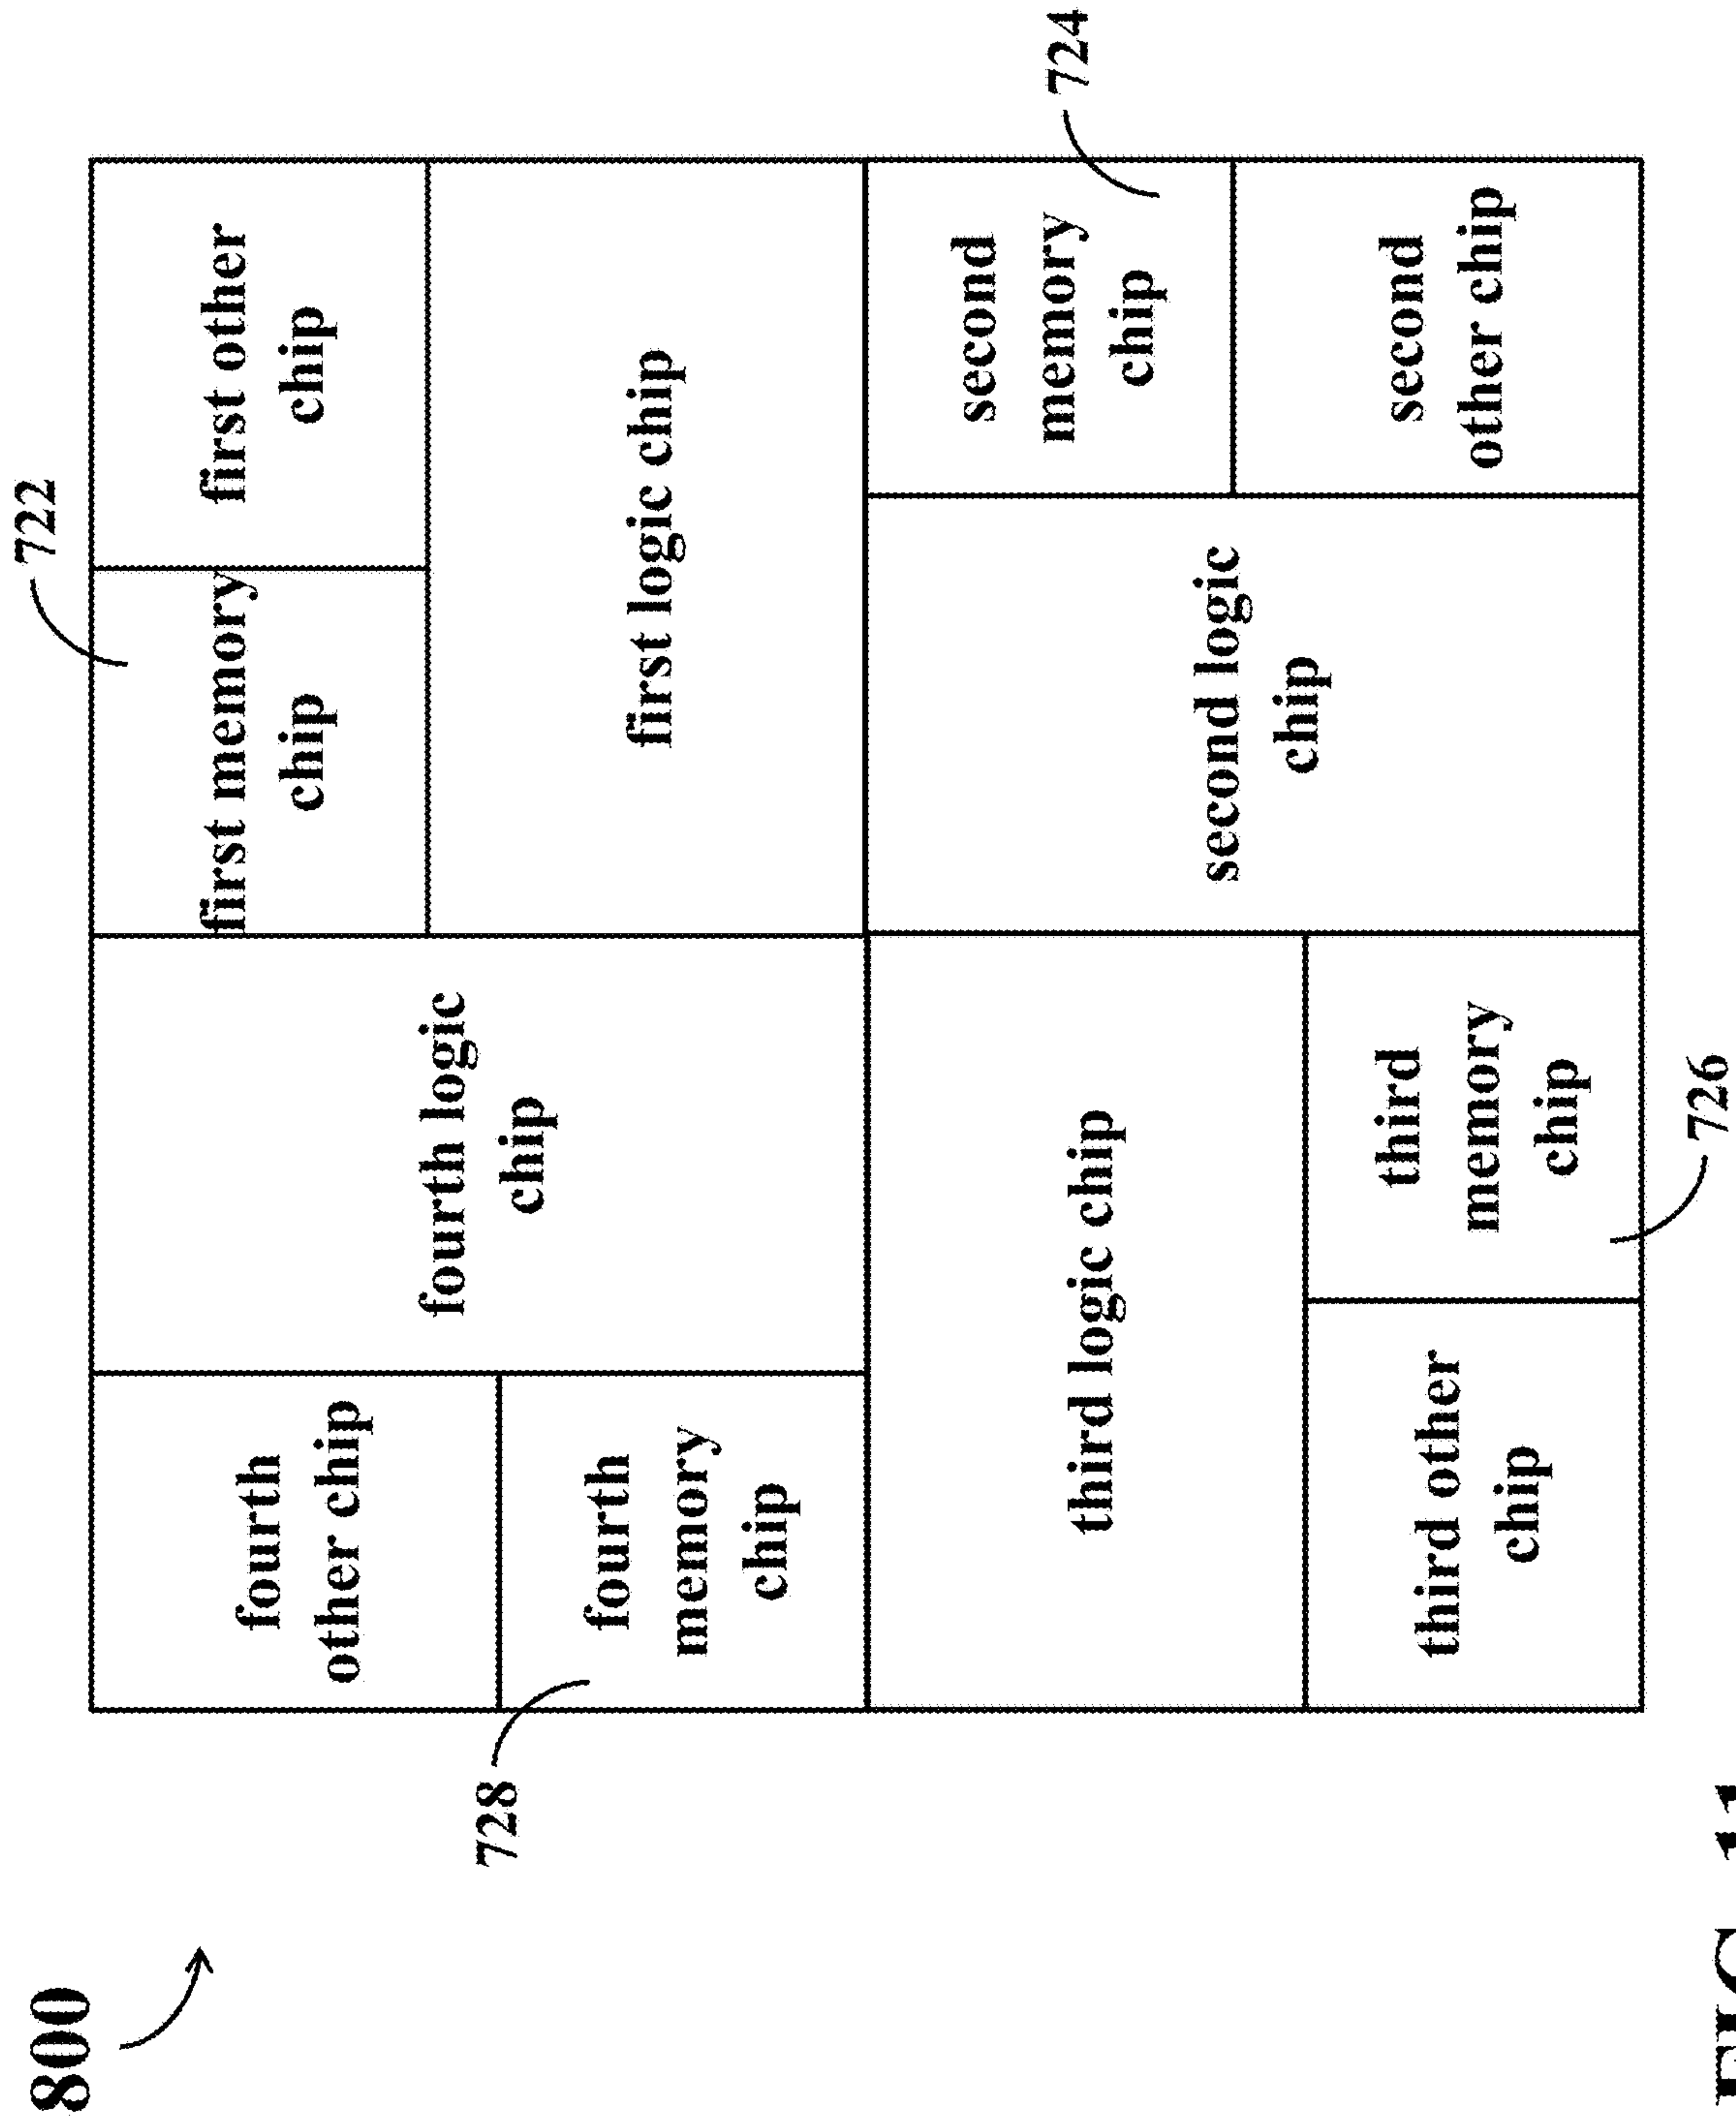 800
722
fourth
other chip
first memory
chip
first other
chip
fourth logic
chip
728
fourth
memory
chip
first logic chip
third logic chip
second
memory
chip
724
second logic
chip
third
memory
chip
third other
chip
second
other chip
726
FIG. 11